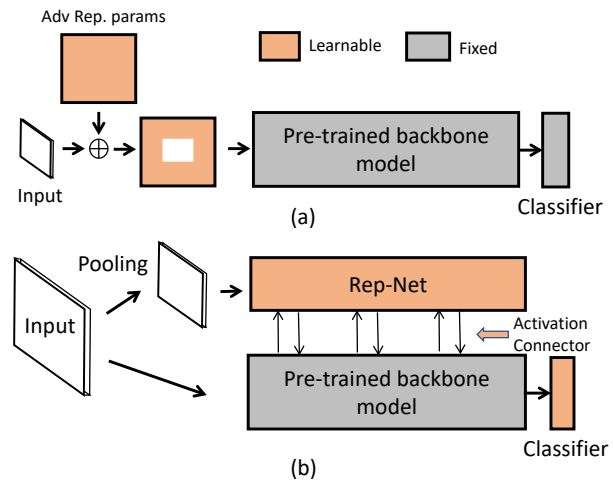 Adv Rep. params
Learnable
Fixed
Input
Pre-trained backbone
model
Classifier
(a)
Pooling
Input
Rep-Net
Activation
Connector
Pre-trained backbone
model
Classifier
(b)